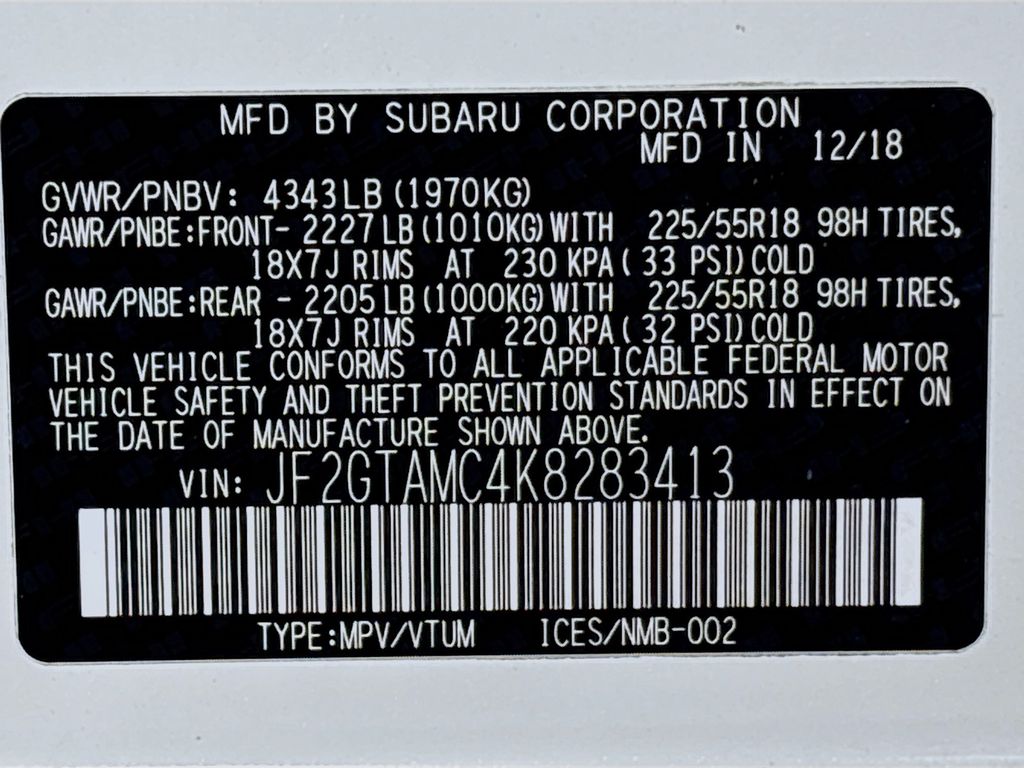 MFD BY SUBARU CORPORATION
MFD IN 12/18
GVWR/PNBV: 4343LB (1970KG)
GAWR/PNBE:FRONT- 2227LB (1010KG) WITH 225/55R18 98H TIRES,
18X7J RIMS AT 230 KPA ( 33 PSI) COLD
GAWR/PNBE:REAR - 2205LB (1000KG) WITH 225/55R18 98H TIRES,
18X7J RIMS AT 220 KPA ( 32 PSI) COLD
THIS VEHICLE CONFORMS TO ALL APPLICABLE FEDERAL MOTOR
VEHICLE SAFETY AND THEFT PREVENTION STANDARDS IN EFFECT ON
THE DATE OF MANUFACTURE SHOWN ABOVE.
VIN: JF2GTAMC4K8283413
TYPE:MPV/VTUM ICES/NMB-002